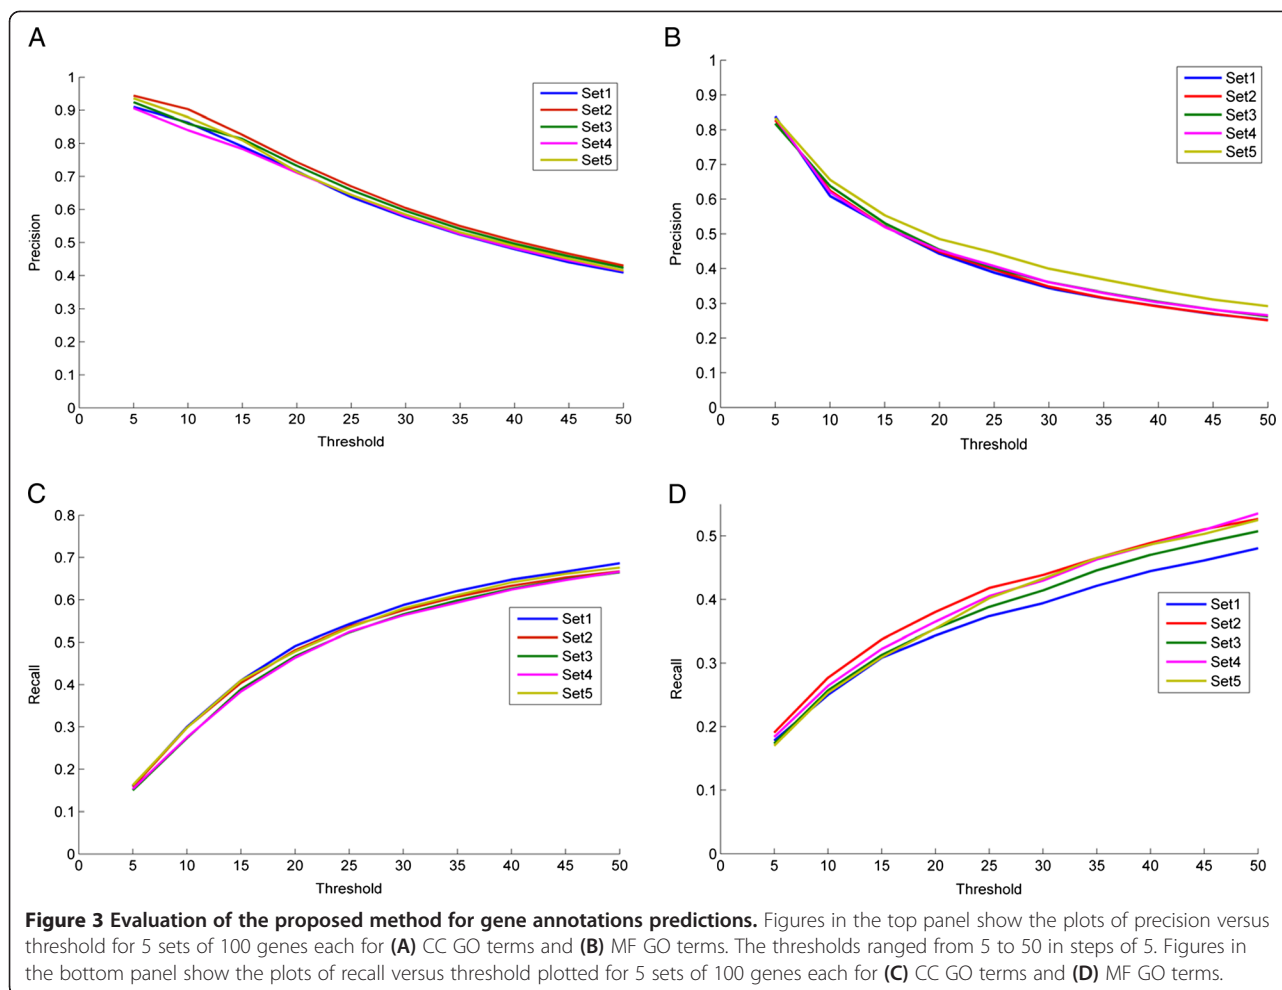 A
1
0.9
0.8
0.7
0.6
0.5
0.4
0.3
0.2
0.1
0
Precision
0 5 10 15 20 25 30 35 40 45 50
Threshold
Set1
Set2
Set3
Set4
Set5
B
1
0.9
0.8
0.7
0.6
0.5
0.4
0.3
0.2
0.1
0
Precision
0 5 10 15 20 25 30 35 40 45 50
Threshold
Set1
Set2
Set3
Set4
Set5
C
0.8
0.7
0.6
0.5
0.4
0.3
0.2
0.1
0
Recall
0 5 10 15 20 25 30 35 40 45 50
Threshold
Set1
Set2
Set3
Set4
Set5
D
0.5
0.4
0.3
0.2
0.1
0
Recall
0 5 10 15 20 25 30 35 40 45 50
Threshold
Set1
Set2
Set3
Set4
Set5
Figure 3 Evaluation of the proposed method for gene annotations predictions. Figures in the top panel show the plots of precision versus
threshold for 5 sets of 100 genes each for (A) CC GO terms and (B) MF GO terms. The thresholds ranged from 5 to 50 in steps of 5. Figures in
the bottom panel show the plots of recall versus threshold plotted for 5 sets of 100 genes each for (C) CC GO terms and (D) MF GO terms.